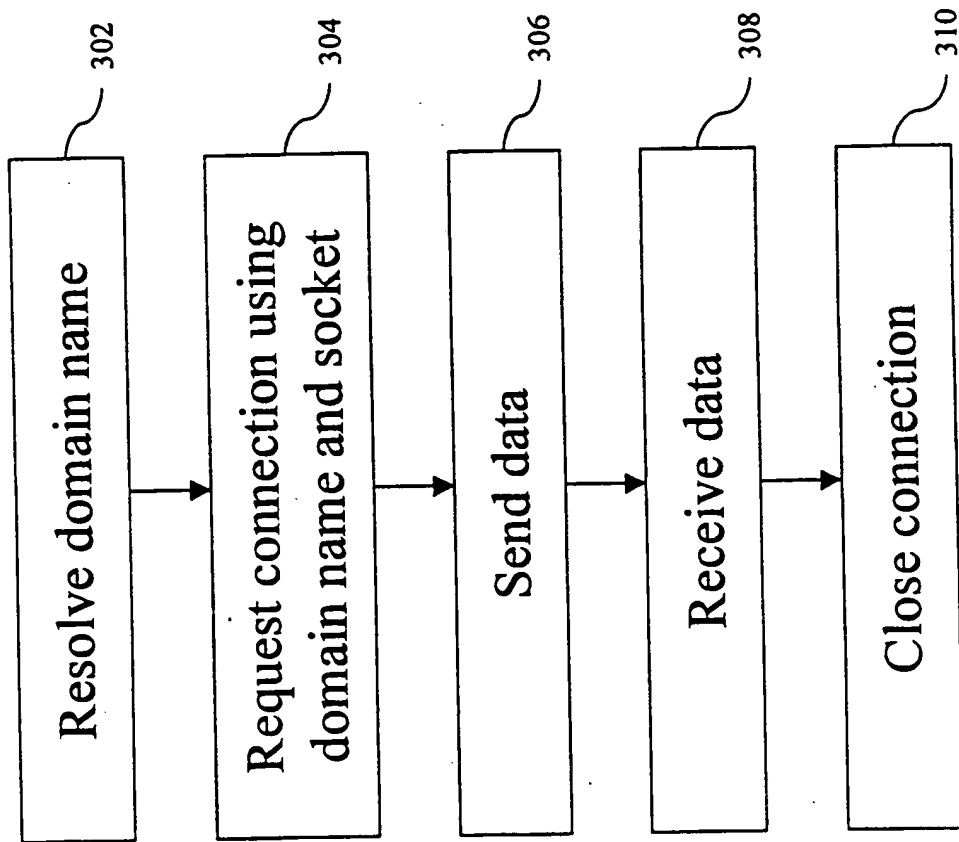 Resolve domain name
302
Request connection using
domain name and socket
304
Send data
306
Receive data
308
Close connection
310